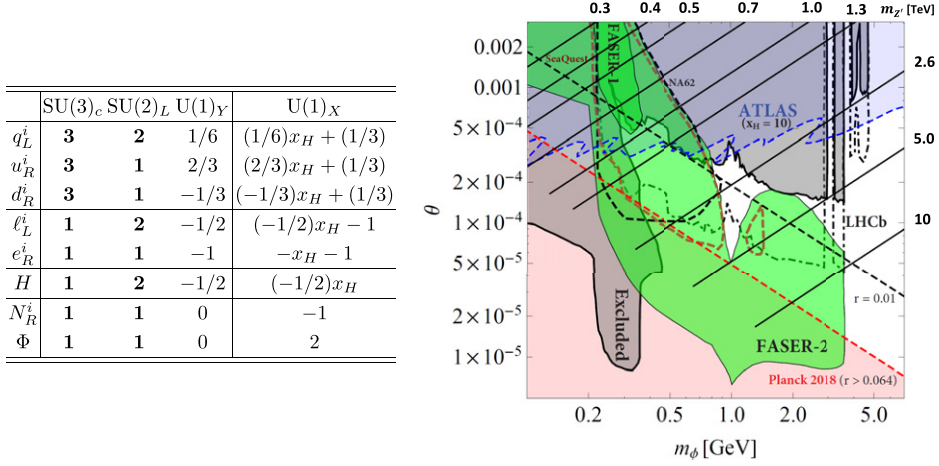 SU(3)c SU(2)L U(1)Y U(1)X
q_L^i 3 2 1/6 (1/6)x_H + (1/3)
u_R^i 3 1 2/3 (2/3)x_H + (1/3)
d_R^i 3 1 −1/3 (−1/3)x_H + (1/3)
ℓ_L^i 1 2 −1/2 (−1/2)x_H − 1
e_R^i 1 1 −1 −x_H − 1
H 1 2 −1/2 (−1/2)x_H
N_R^i 1 1 0 −1
Φ 1 1 0 2
0.3 0.4 0.5 0.7 1.0 1.3 m_Z' [TeV]
0.002
0.001
5×10⁻⁴
2×10⁻⁴
1×10⁻⁴
5×10⁻⁵
2×10⁻⁵
1×10⁻⁵
θ
SeaQuest
FASER-1
NA62
ATLAS
(x_H = 10)
2.6
5.0
10
LHCb
r = 0.01
Excluded
FASER-2
Planck 2018 (r > 0.064)
0.2 0.5 1.0 2.0 5.0
m_ϕ [GeV]